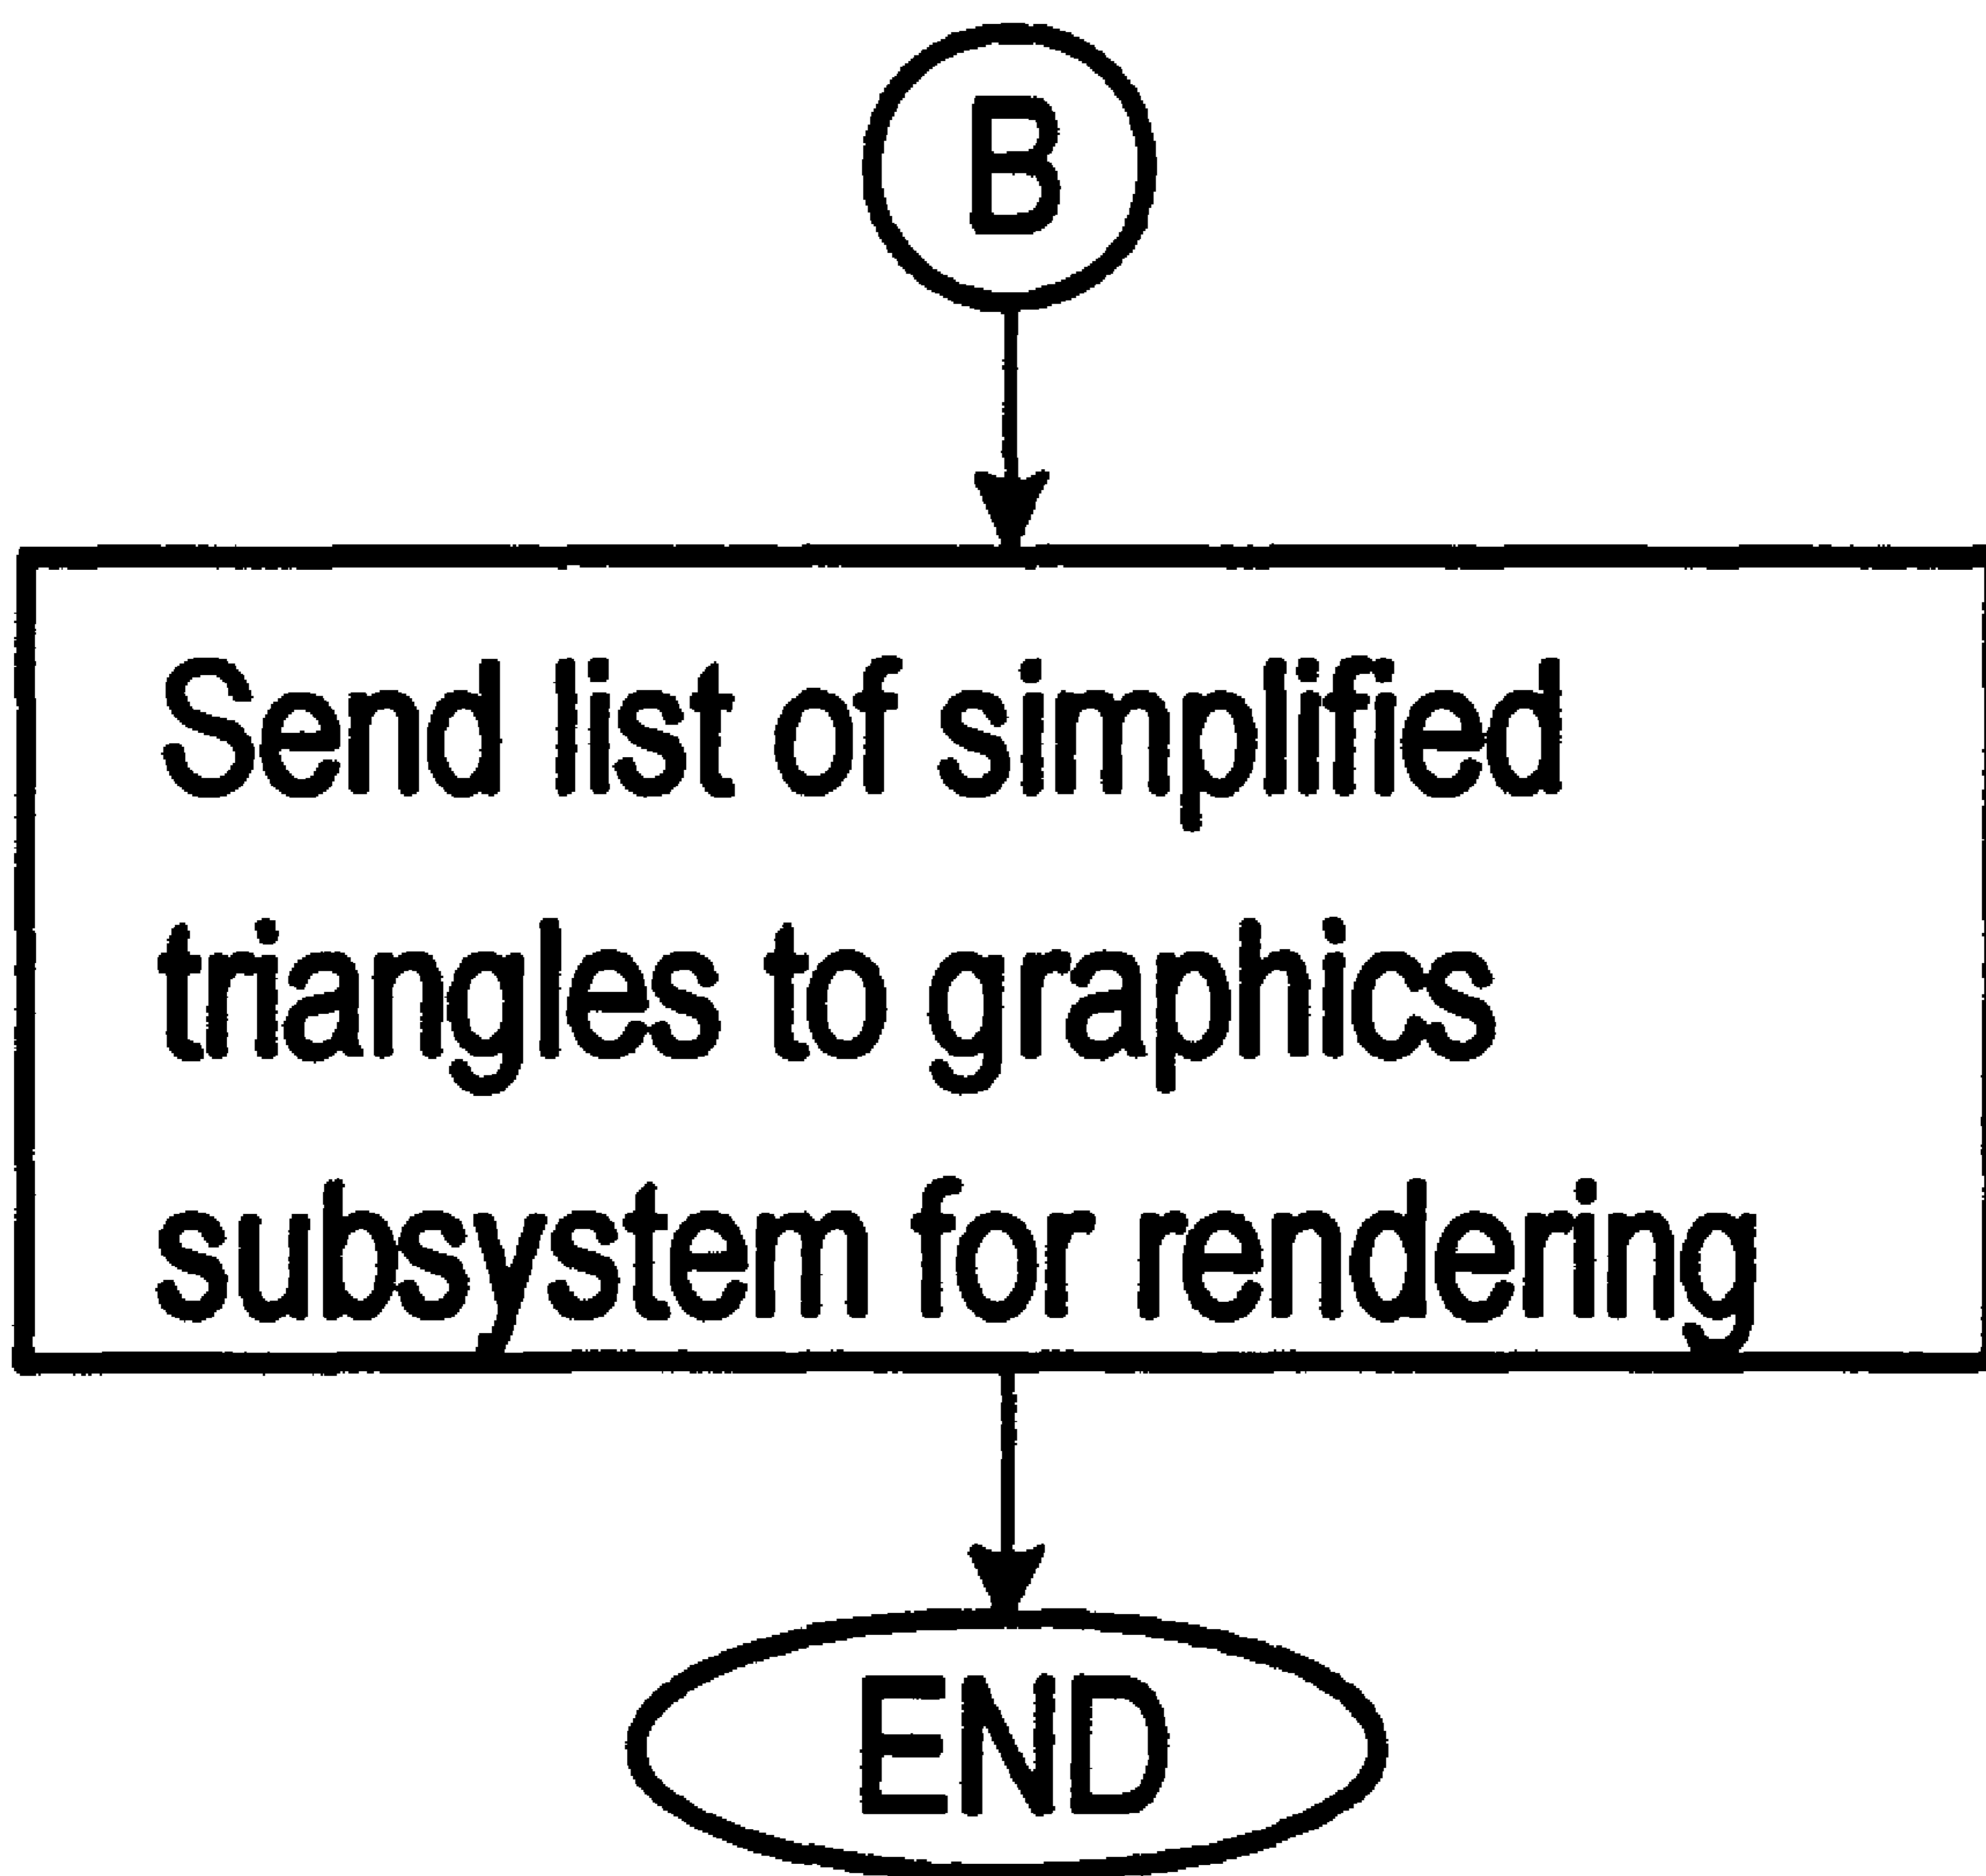 B
Send list of simplified
triangles to graphics
subsystem for rendering
END